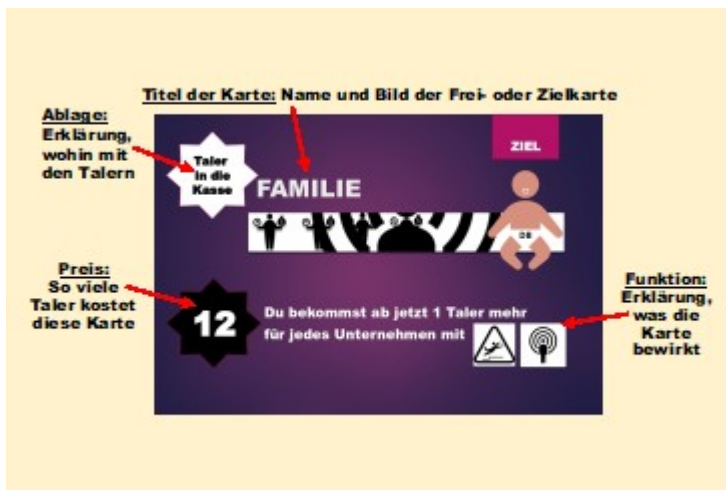 Titel der Karte: Name und Bild der Frei- oder Zielkarte
Ablage:
Erklärung,
wohin mit
den Talern
Taler
in die
Kasse
ZIEL
FAMILIE
DB
Preis:
So viele
Taler kostet
diese Karte
12
Du bekommst ab jetzt 1 Taler mehr
für jedes Unternehmen mit
Funktion:
Erklärung,
was die
Karte
bewirkt